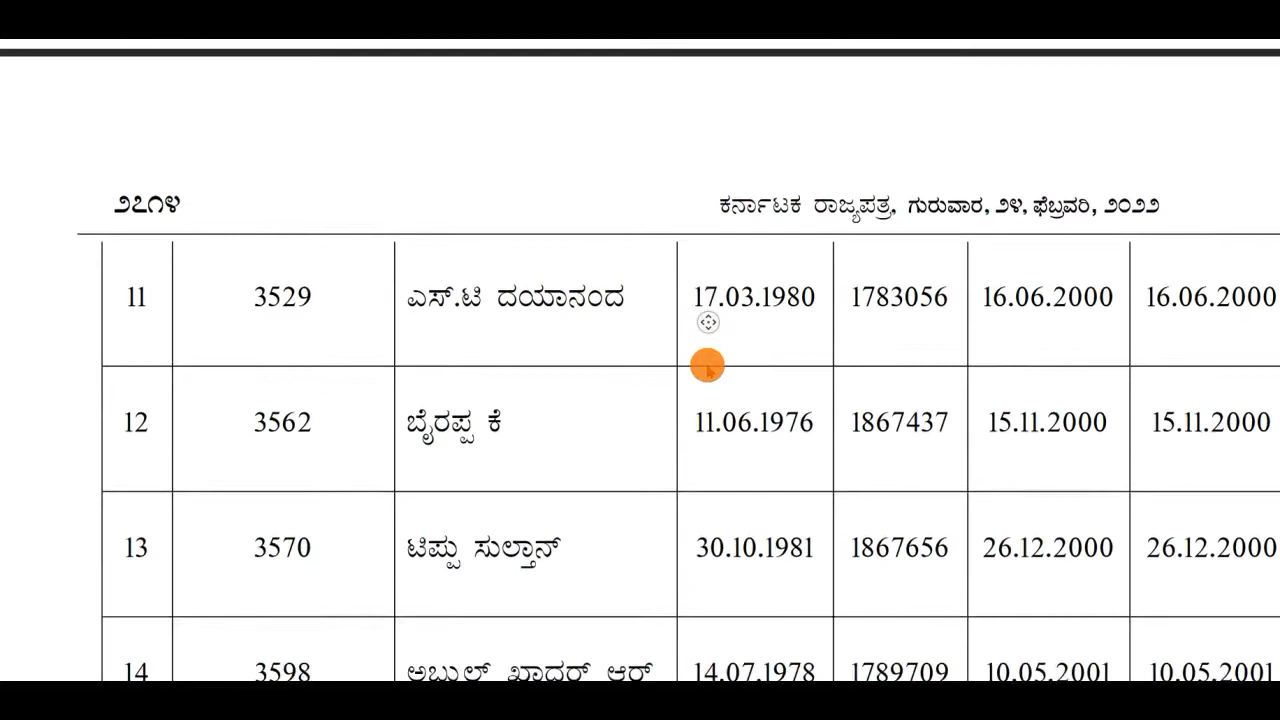 ೨೭೧೪ ಕರ್ನಾಟಕ ರಾಜ್ಯಪತ್ರ, ಗುರುವಾರ, ೨೪, ಫೆಬ್ರವರಿ, ೨೦೨೨
11 3529 ಎಸ್.ಟಿ ದಯಾನಂದ 17.03.1980 1783056 16.06.2000 16.06.2000
12 3562 ಬೈರಪ್ಪ ಕೆ 11.06.1976 1867437 15.11.2000 15.11.2000
13 3570 ಟಿಪ್ಪು ಸುಲ್ತಾನ್ 30.10.1981 1867656 26.12.2000 26.12.2000
14 3598 ಅಬ್ದುಲ್ ಖಾದರ್ ಆರ್ 14.07.1978 1789709 10.05.2001 10.05.2001